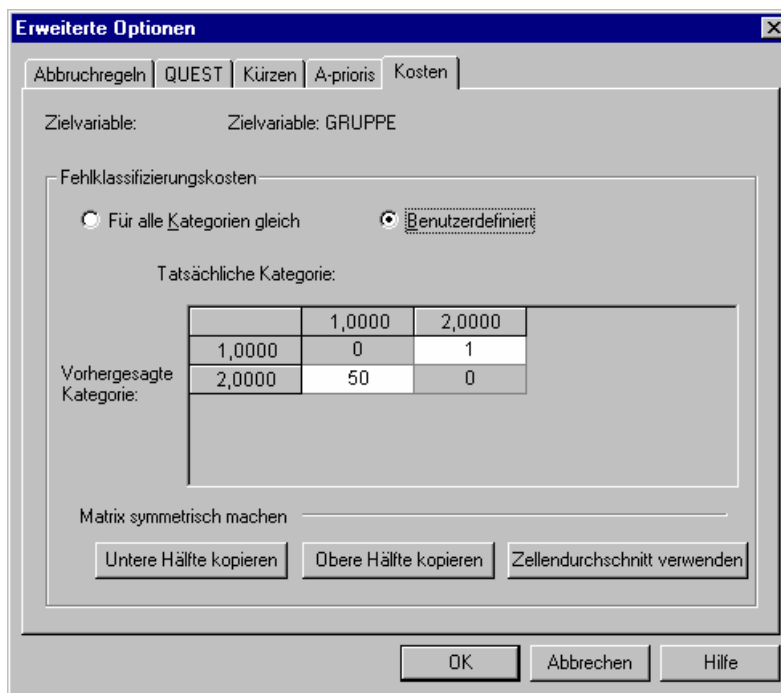 Erweiterte Optionen
Abbruchregeln QUEST Kürzen A-prioris Kosten
Zielvariable: Zielvariable: GRUPPE
Fehlklassifizierungskosten
Für alle Kategorien gleich Benutzerdefiniert
Tatsächliche Kategorie:
1,0000 2,0000
1,0000 0 1
Vorhergesagte
Kategorie:
2,0000 50 0
Matrix symmetrisch machen
Untere Hälfte kopieren Obere Hälfte kopieren Zellendurchschnitt verwenden
OK Abbrechen Hilfe